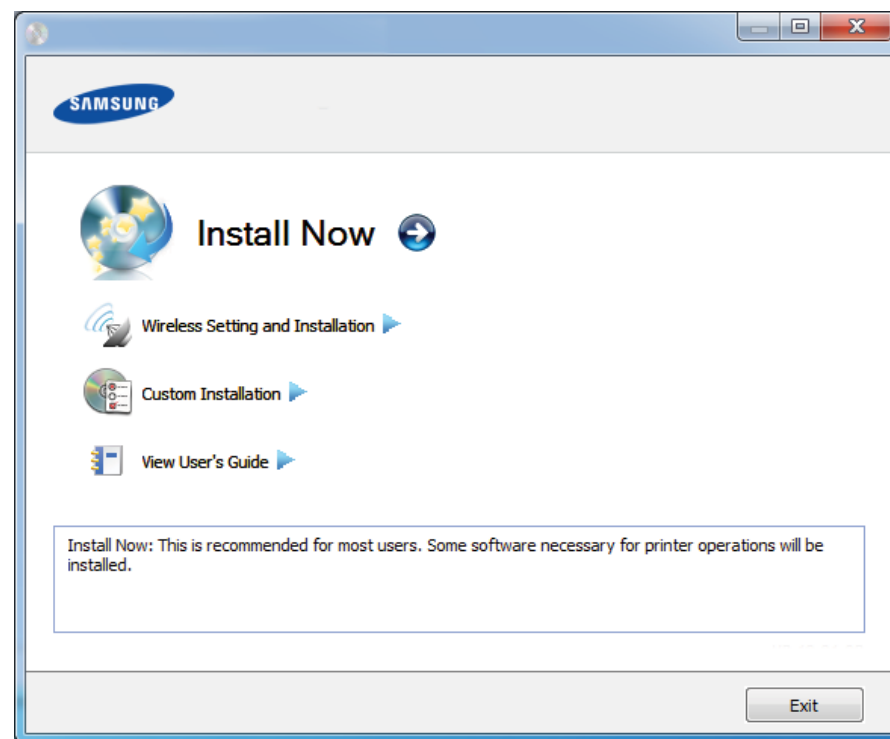 SAMSUNG
Install Now
Wireless Setting and Installation
Custom Installation
View User's Guide
Install Now: This is recommended for most users. Some software necessary for printer operations will be
installed.
Exit